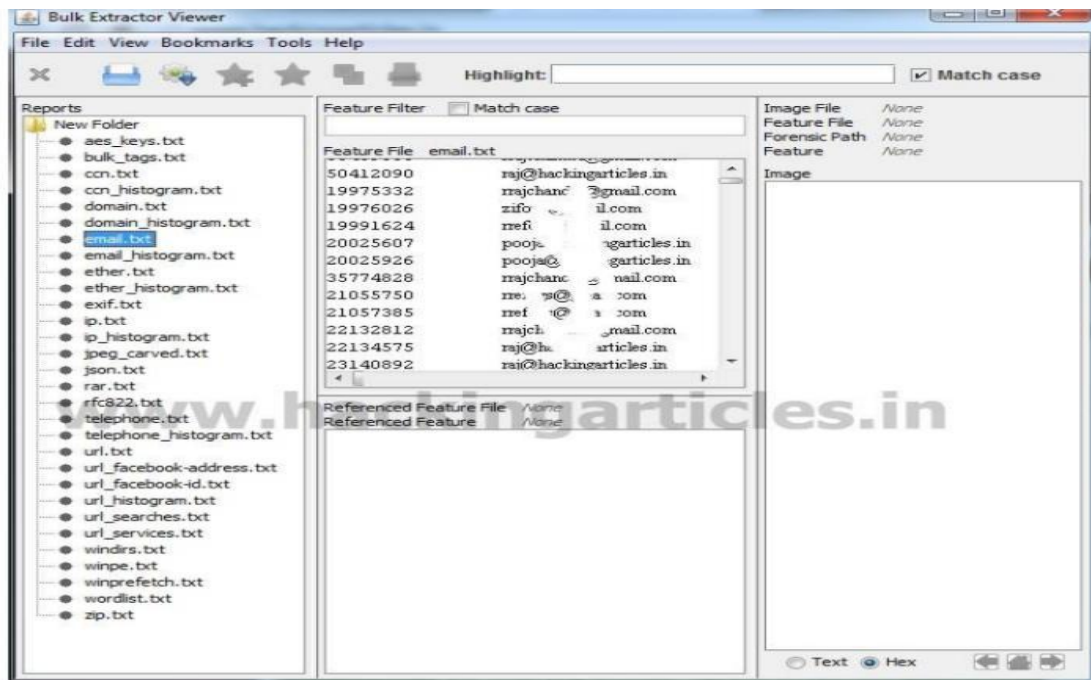 Bulk Extractor Viewer
File Edit View Bookmarks Tools Help
Highlight:
Match case
Reports
New Folder
aes_keys.txt
bulk_tags.txt
ccn.txt
ccn_histogram.txt
domain.txt
domain_histogram.txt
email.txt
email_histogram.txt
ether.txt
ether_histogram.txt
exif.txt
ip.txt
ip_histogram.txt
jpeg_carved.txt
json.txt
rar.txt
rfc822.txt
telephone.txt
telephone_histogram.txt
url.txt
url_facebook-address.txt
url_facebook-id.txt
url_histogram.txt
url_searches.txt
url_services.txt
windirs.txt
winpe.txt
winprefetch.txt
wordlist.txt
zip.txt
Feature Filter Match case
Feature File email.txt
50412090 raj@hackingarticles.in
19975332
19976026
19991624
20025607
20025926
35774828
21055750
21057385
22132812
22134575
23140892 raj@hackingarticles.in
Referenced Feature File None
Referenced Feature None
Image File None
Feature File None
Forensic Path None
Feature None
Image
Text Hex
www.hackingarticles.in